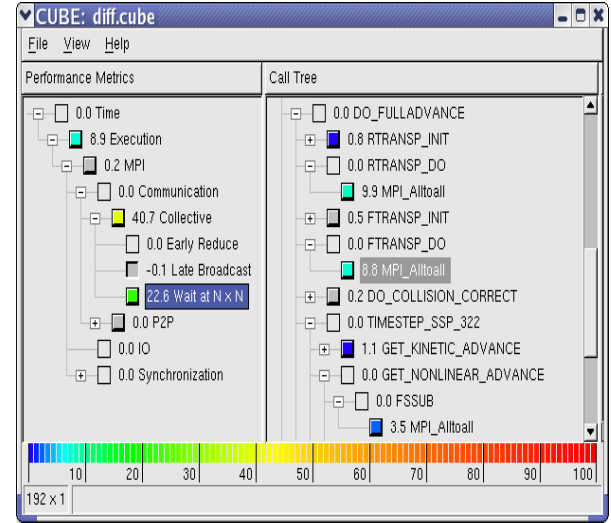 CUBE: diff.cube
File View Help
Performance Metrics
0.0 Time
8.9 Execution
0.2 MPI
0.0 Communication
40.7 Collective
0.0 Early Reduce
-0.1 Late Broadcast
22.6 Wait at N x N
0.0 P2P
0.0 IO
0.0 Synchronization
Call Tree
0.0 DO_FULLADVANCE
0.8 RTRANSP_INIT
0.0 RTRANSP_DO
9.9 MPI_Alltoall
0.5 FTRANSP_INIT
0.0 FTRANSP_DO
8.8 MPI_Alltoall
0.2 DO_COLLISION_CORRECT
0.0 TIMESTEP_SSP_322
1.1 GET_KINETIC_ADVANCE
0.0 GET_NONLINEAR_ADVANCE
0.0 FSSUB
3.5 MPI_Alltoall
10 20 30 40 50 60 70 80 90 100
192 x 1